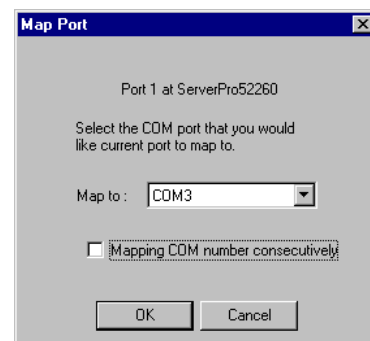 Map Port
Port 1 at ServerPro52260
Select the COM port that you would
like current port to map to.
Map to : COM3
Mapping COM number consecutively
OK Cancel